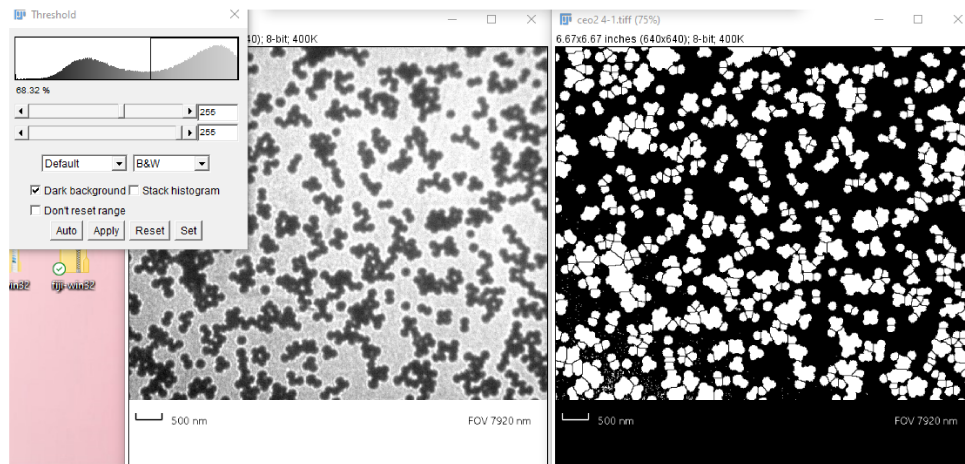 Threshold
68.32 %
255
255
Default
B&W
Dark background
Stack histogram
Don't reset range
Auto
Apply
Reset
Set
fiji-win32
40); 8-bit; 400K
500 nm
FOV 7920 nm
ceo2 4-1.tiff (75%)
6.67x6.67 inches (640x640); 8-bit; 400K
500 nm
FOV 7920 nm